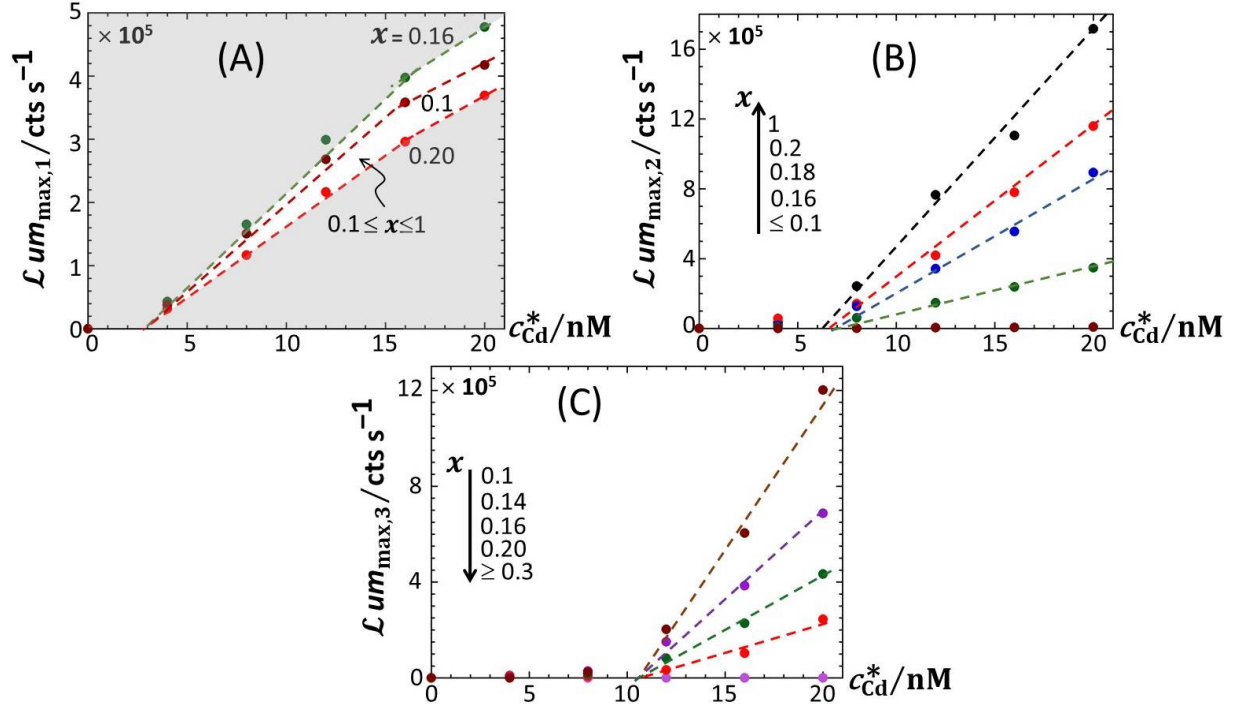 × 10⁵
(A)
x = 0.16
0.1
0.20
0.1 ≤ x ≤ 1
ℒum_max,1 / cts s⁻¹
5
4
3
2
1
0
0 5 10 15 20
c*_Cd/nM
× 10⁵
(B)
x
1
0.2
0.18
0.16
≤ 0.1
ℒum_max,2 / cts s⁻¹
16
12
8
4
0
0 5 10 15 20
c*_Cd/nM
× 10⁵
(C)
x
0.1
0.14
0.16
0.20
≥ 0.3
ℒum_max,3 / cts s⁻¹
12
8
4
0
0 5 10 15 20
c*_Cd/nM